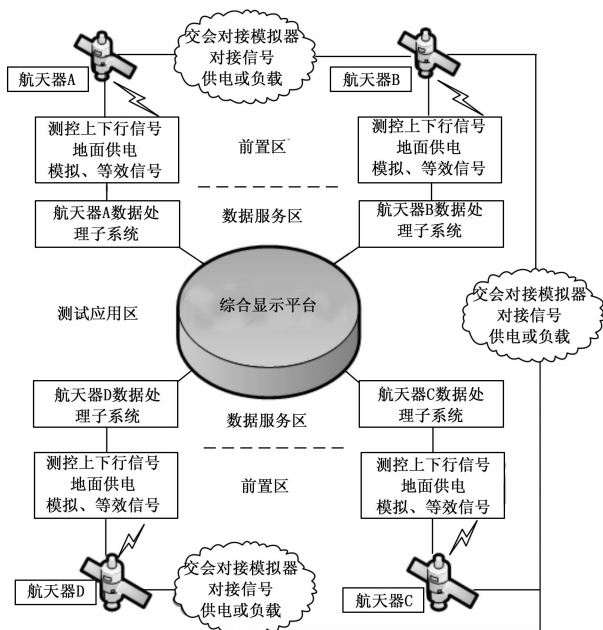 交会对接模拟器
对接信号
供电或负载
航天器A
航天器B
测控上下行信号
地面供电
模拟、等效信号
前置区
测控上下行信号
地面供电
模拟、等效信号
航天器A数据处
理子系统
数据服务区
航天器B数据处
理子系统
测试应用区
综合显示平台
交会对接模拟器
对接信号
供电或负载
航天器D数据处
理子系统
数据服务区
航天器C数据处
理子系统
测控上下行信号
地面供电
模拟、等效信号
前置区
测控上下行信号
地面供电
模拟、等效信号
航天器D
交会对接模拟器
对接信号
供电或负载
航天器C